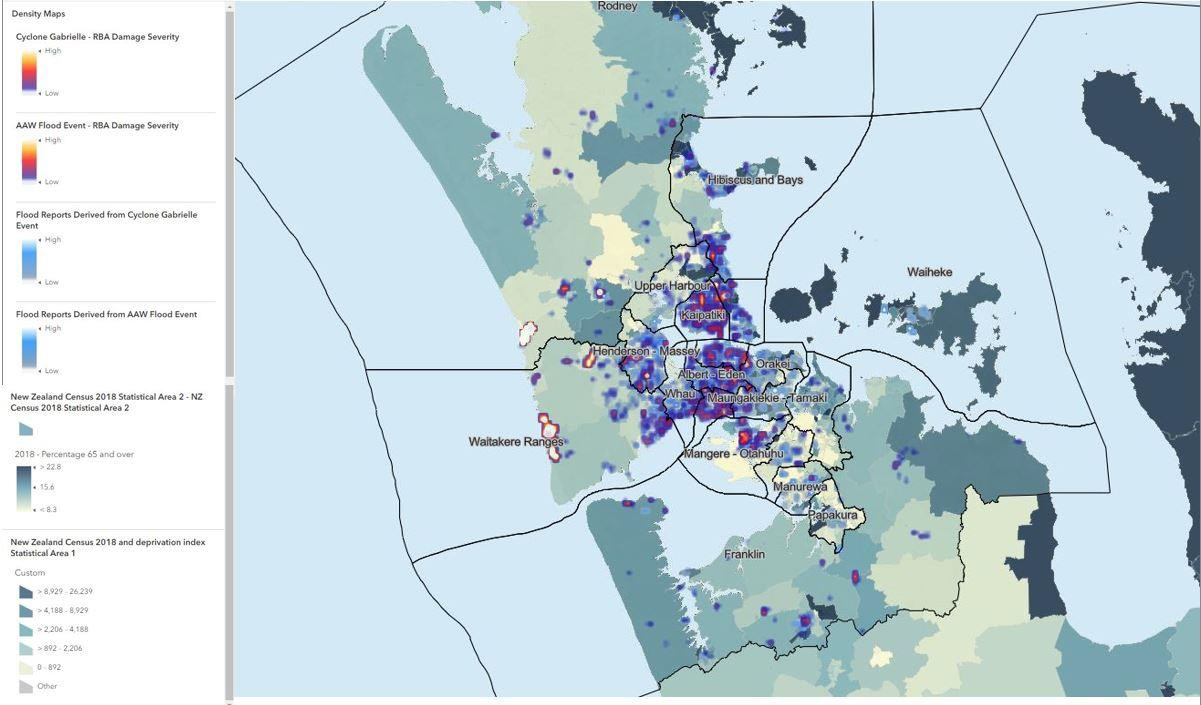 Density Maps
Cyclone Gabrielle - RBA Damage Severity
High
Low
AAW Flood Event - RBA Damage Severity
High
Low
Flood Reports Derived from Cyclone Gabrielle
Event
High
Low
Flood Reports Derived from AAW Flood Event
High
Low
New Zealand Census 2018 Statistical Area 2 - NZ
Census 2018 Statistical Area 2
2018 - Percentage 65 and over
> 22.8
15.6
< 8.3
New Zealand Census 2018 and deprivation index
Statistical Area 1
Custom
> 8,929 - 26,239
> 4,188 - 8,929
> 2,206 - 4,188
> 892 - 2,206
0 - 892
Other
Rodney
Hibiscus and Bays
Waiheke
Upper Harbour
Kaipatiki
Henderson - Massey
Orakei
Albert - Eden
Whau
Maungakiekie - Tamaki
Waitakere Ranges
Mangere - Otahuhu
Manurewa
Papakura
Franklin